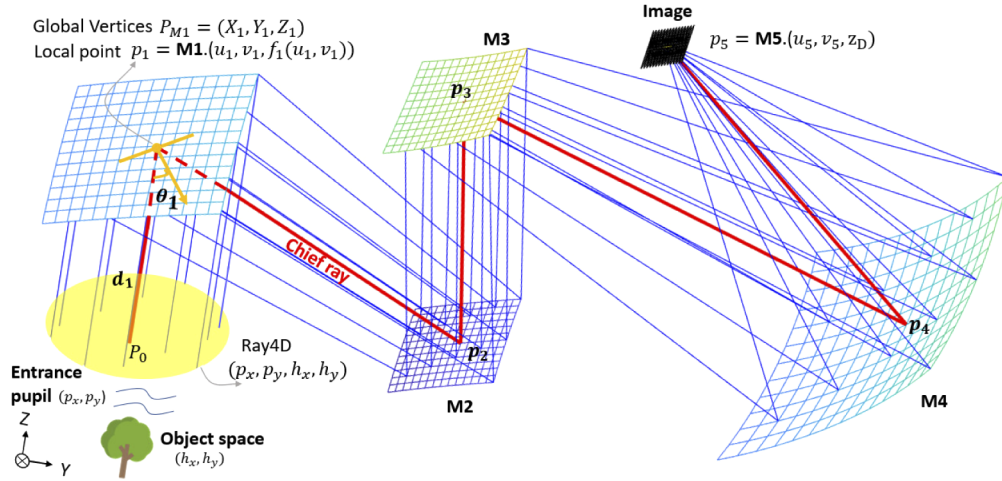 Global Vertices P_{M1} = (X_1, Y_1, Z_1)
Local point p_1 = M1.(u_1, v_1, f_1(u_1, v_1))
M3
Image
p_5 = M5.(u_5, v_5, z_D)
p_3
θ_1
Chief ray
d_1
P_0
p_2
p_4
Ray4D
(p_x, p_y, h_x, h_y)
Entrance
pupil (p_x, p_y)
M2
M4
Z
Y
Object space
(h_x, h_y)